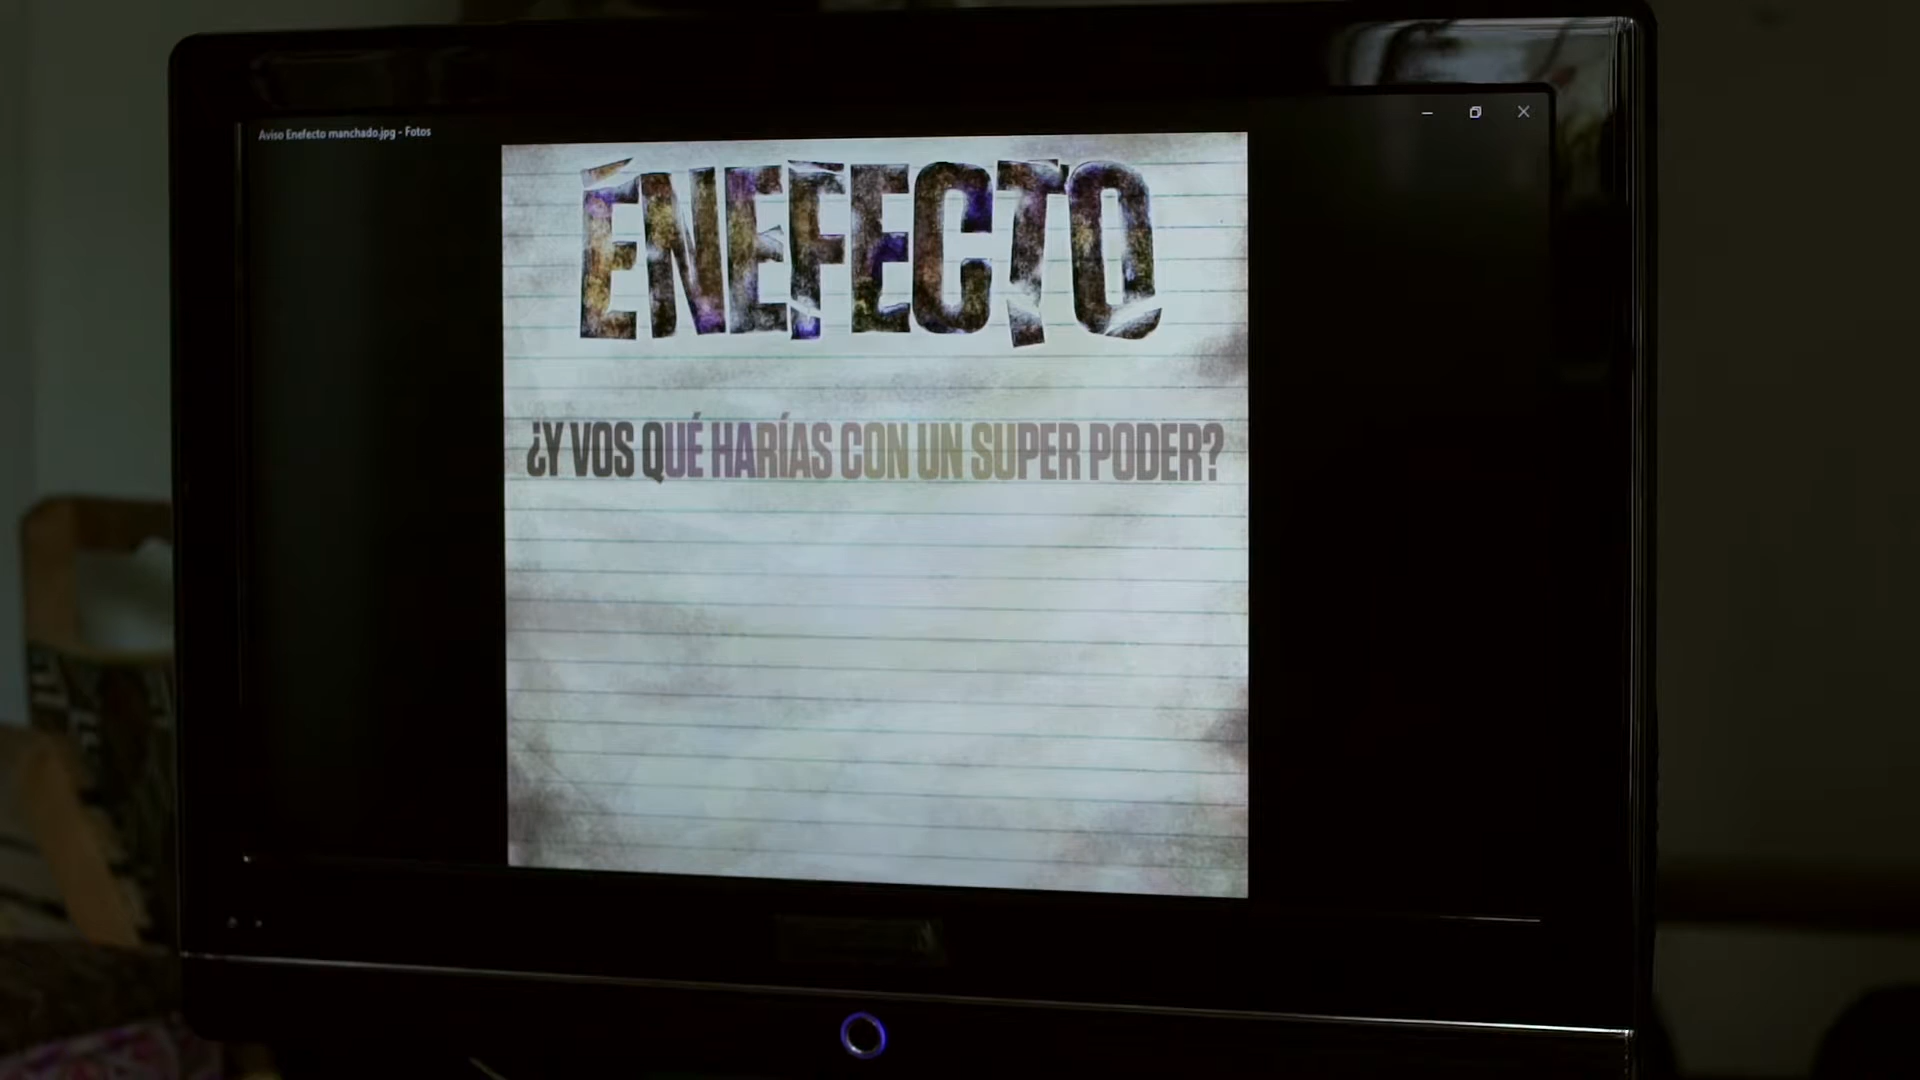 Aviso Enefecto manchado.jpg - Fotos
ÉNEFECTO
¿Y VOS QUÉ HARÍAS CON UN SUPER PODER?